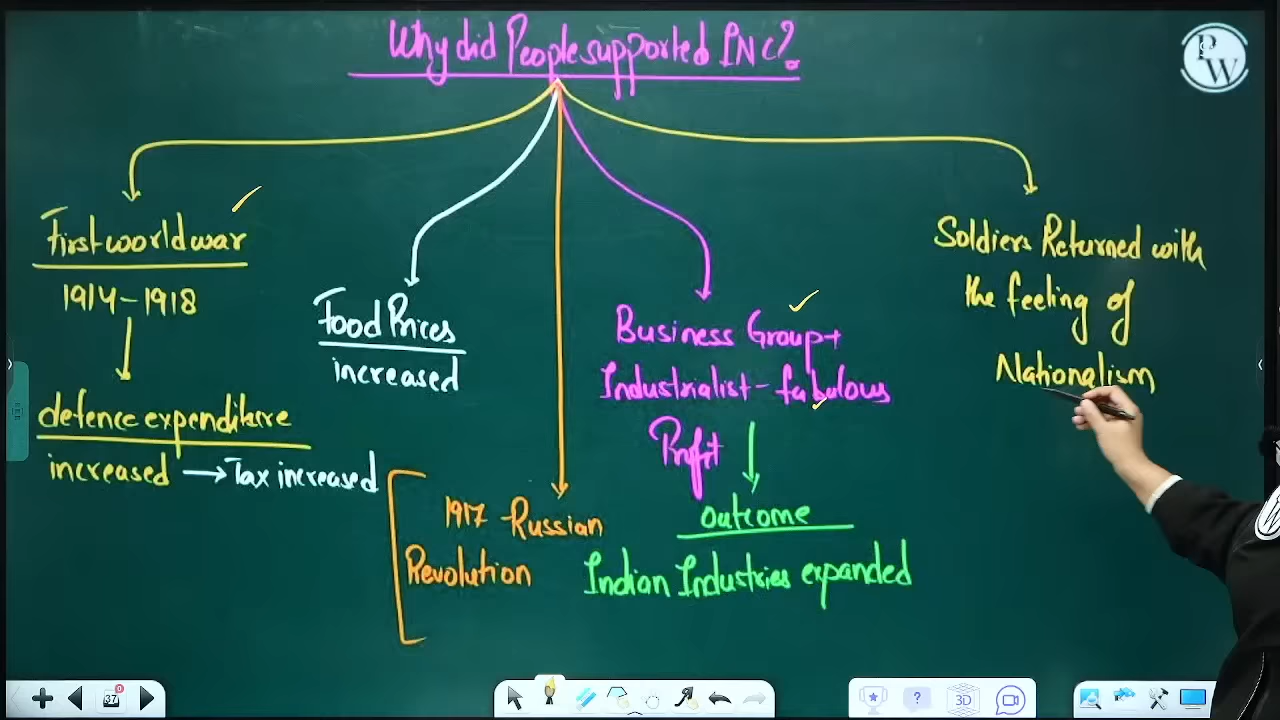 Why did People supported INC?
PW
First world war
1914-1918
defence expenditure
increased → Tax increased
Food Prices
increased
1917 Russian
Revolution
Business Group+
Industrialist - fabulous
Profit
outcome
Indian Industries expanded
Soldiers Returned with
the feeling of
Nationalism
37
3D